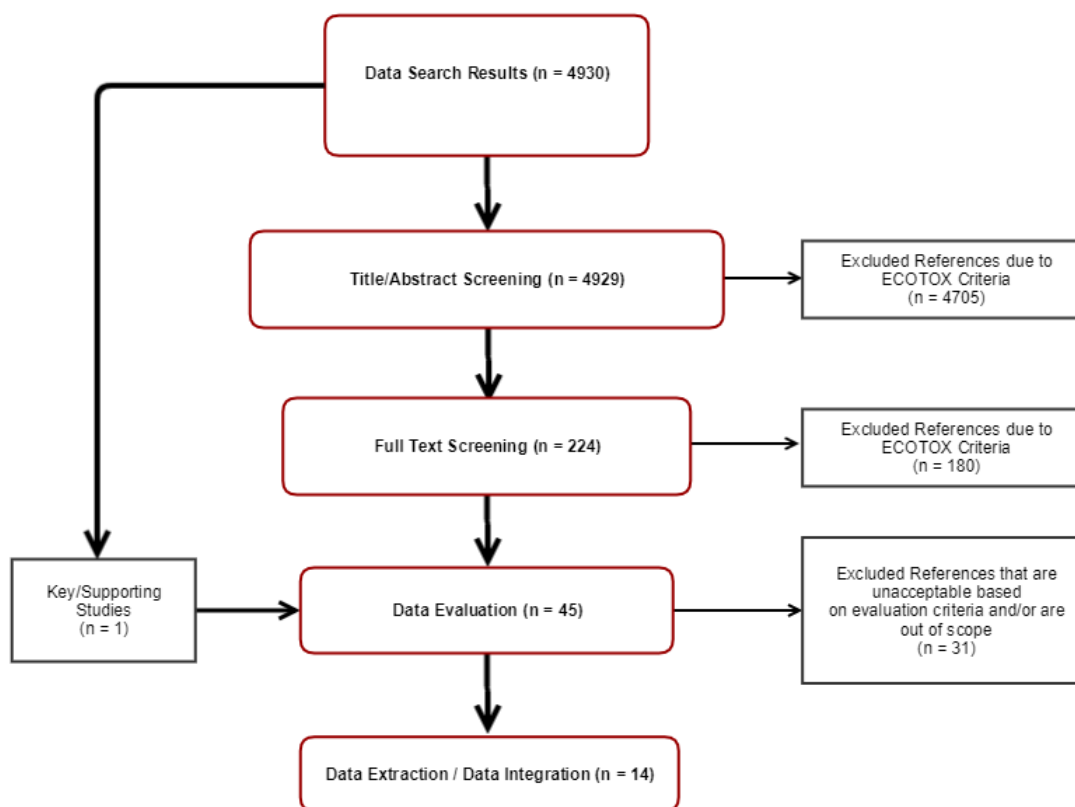 Data Search Results (n = 4930)
Title/Abstract Screening (n = 4929)
Excluded References due to
ECOTOX Criteria
(n = 4705)
Full Text Screening (n = 224)
Excluded References due to
ECOTOX Criteria
(n = 180)
Key/Supporting
Studies
(n = 1)
Data Evaluation (n = 45)
Excluded References that are
unacceptable based
on evaluation criteria and/or are
out of scope
(n = 31)
Data Extraction / Data Integration (n = 14)